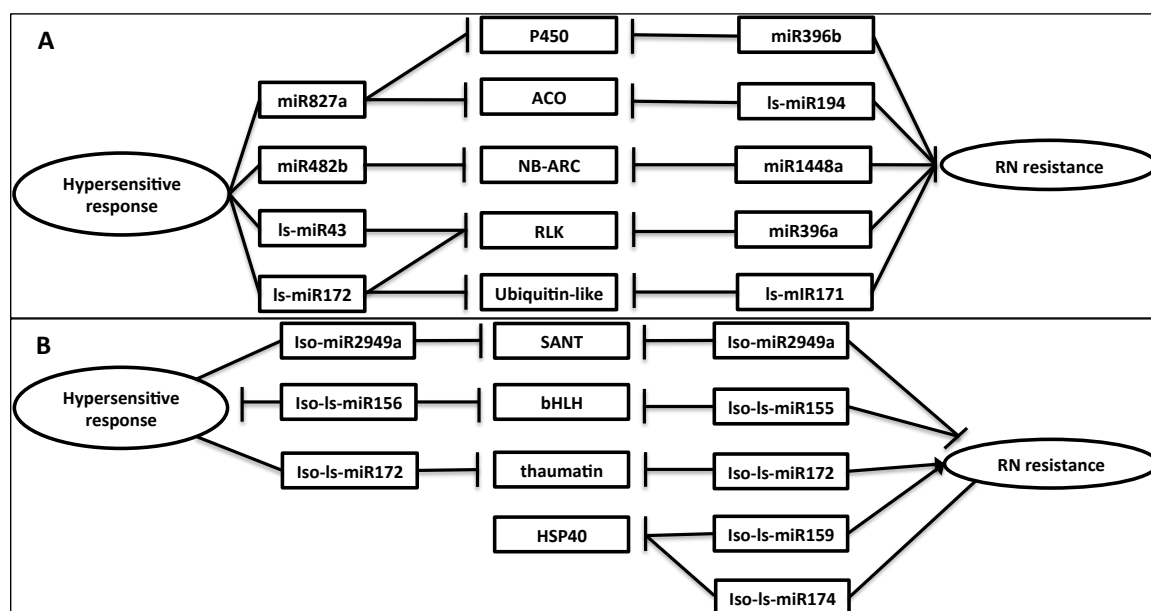 A
P450
miR396b
miR827a
ACO
ls-miR194
Hypersensitive
response
miR482b
NB-ARC
miR1448a
RN resistance
ls-miR43
RLK
miR396a
ls-miR172
Ubiquitin-like
ls-mIR171
B
Iso-miR2949a
SANT
Iso-miR2949a
Hypersensitive
response
Iso-ls-miR156
bHLH
Iso-ls-miR155
Iso-ls-miR172
thaumatin
Iso-ls-miR172
RN resistance
HSP40
Iso-ls-miR159
Iso-ls-miR174